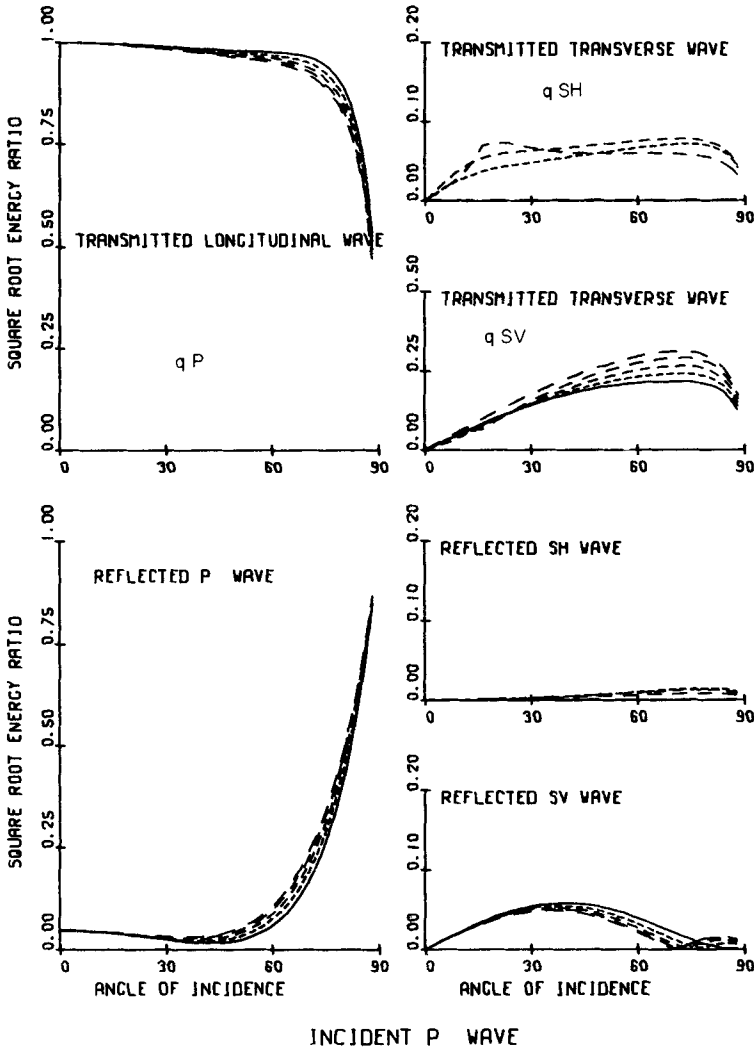 SQUARE ROOT ENERGY RATIO
1.00
0.75
0.50
0.25
0.00
TRANSMITTED LONGITUDINAL WAVE
q P
0 30 60 90
0.20
0.10
0.00
TRANSMITTED TRANSVERSE WAVE
q SH
0 30 60 90
0.50
0.25
0.00
TRANSMITTED TRANSVERSE WAVE
q SV
0 30 60 90
SQUARE ROOT ENERGY RATIO
1.00
0.75
0.50
0.25
0.00
REFLECTED P WAVE
0 30 60 90
ANGLE OF INCIDENCE
0.20
0.10
0.00
REFLECTED SH WAVE
0 30 60 90
0.20
0.10
0.00
REFLECTED SV WAVE
0 30 60 90
ANGLE OF INCIDENCE
INCIDENT P WAVE